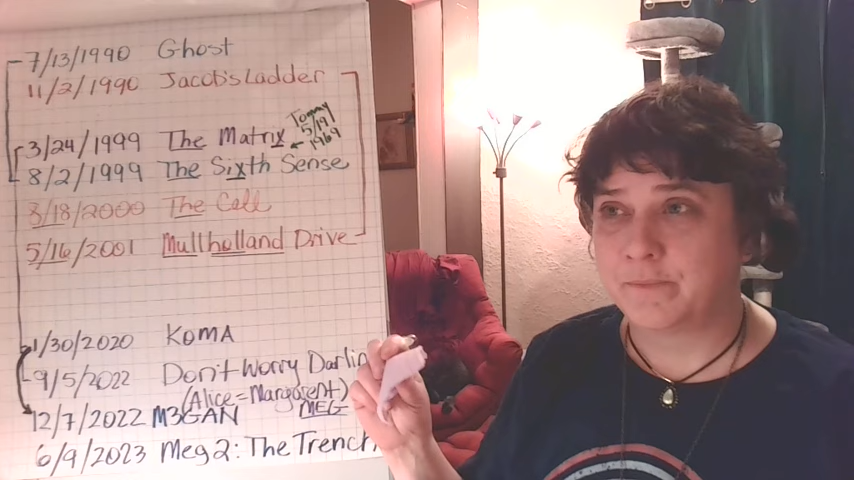 7/13/1990 Ghost
11/2/1990 Jacob's Ladder
Tommy
5/19/
1969
3/24/1999 The Matrix
8/2/1999 The Sixth Sense
8/18/2000 The Cell
5/16/2001 Mullholland Drive
1/30/2020 KOMA
9/5/2022 Don't Worry Darlin
(Alice = Margaret)
12/7/2022 M3GAN MEG
6/9/2023 Meg 2: The Trench